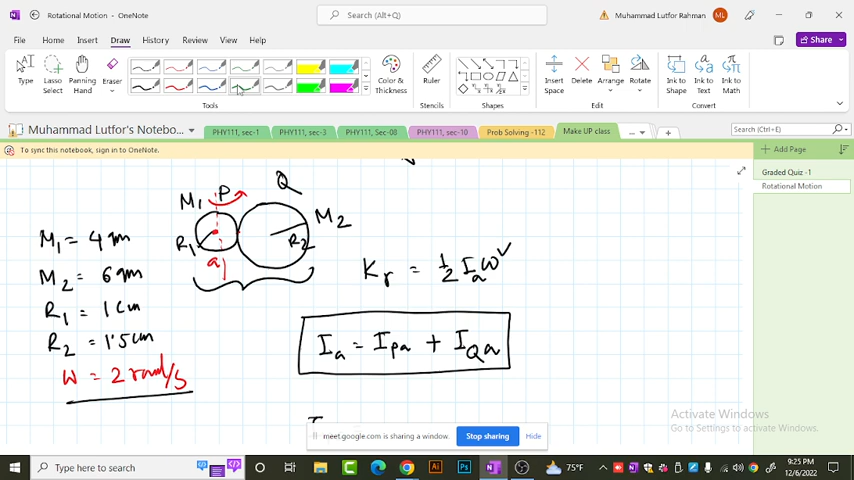 Rotational Motion - OneNote
Search (Alt+Q)
Muhammad Lutfor Rahman
ML
File Home Insert Draw History Review View Help
Share
Type
Lasso Select
Panning Hand
Eraser
Color & Thickness
Ruler
Insert Space
Delete
Arrange
Rotate
Ink to Text
Ink to Shape
Ink to Math
Tools
Stencils
Shapes
Edit
Convert
Muhammad Lutfor's Notebo...
PHY111, sec-1
PHY111, sec-3
PHY111, Sec-08
PHY111, sec-10
Prob Solving -112
Make UP class
Search (Ctrl+E)
To sync this notebook, sign in to OneNote.
Add Page
Graded Quiz -1
Rotational Motion
M₁ P Q
M₂
R₁ R₂
a
M₁ = 4 gm
M₂ = 6 gm
R₁ = 1 cm
R₂ = 1.5 cm
ω = 2 rad/s
Kᵣ = ½ Iₐω²
Iₐ = I_Pa + I_Qa
I
meet.google.com is sharing a window.
Stop sharing
Hide
Activate Windows
Go to Settings to activate Windows.
Type here to search
75°F
9:25 PM
12/6/2022